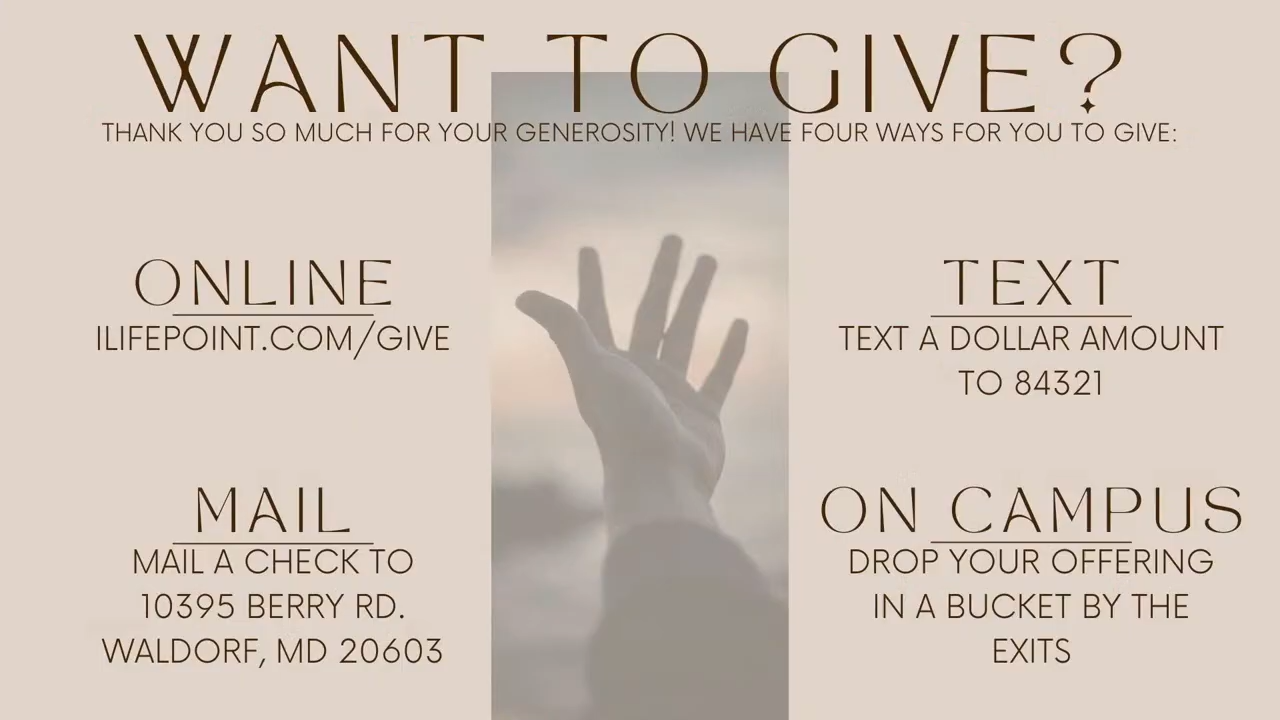 WANT TO GIVE?
THANK YOU SO MUCH FOR YOUR GENEROSITY! WE HAVE FOUR WAYS FOR YOU TO GIVE:
ONLINE
ILIFEPOINT.COM/GIVE
TEXT
TEXT A DOLLAR AMOUNT
TO 84321
MAIL
MAIL A CHECK TO
10395 BERRY RD.
WALDORF, MD 20603
ON CAMPUS
DROP YOUR OFFERING
IN A BUCKET BY THE
EXITS